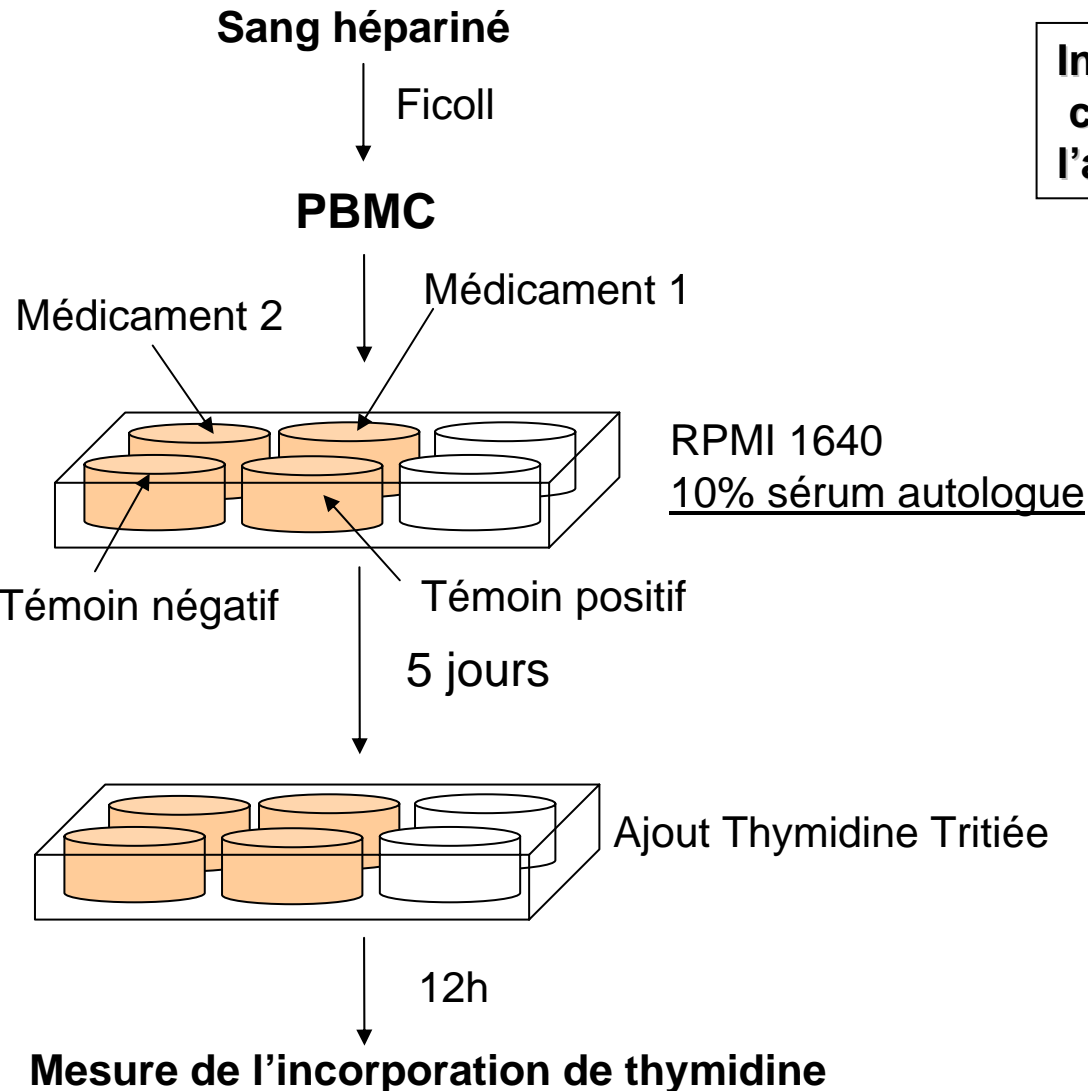 Sang hépariné
Ficoll
PBMC
Médicament 1
Médicament 2
RPMI 1640
10% sérum autologue
Témoin négatif
Témoin positif
5 jours
Ajout Thymidine Tritiée
12h
Mesure de l'incorporation de thymidine